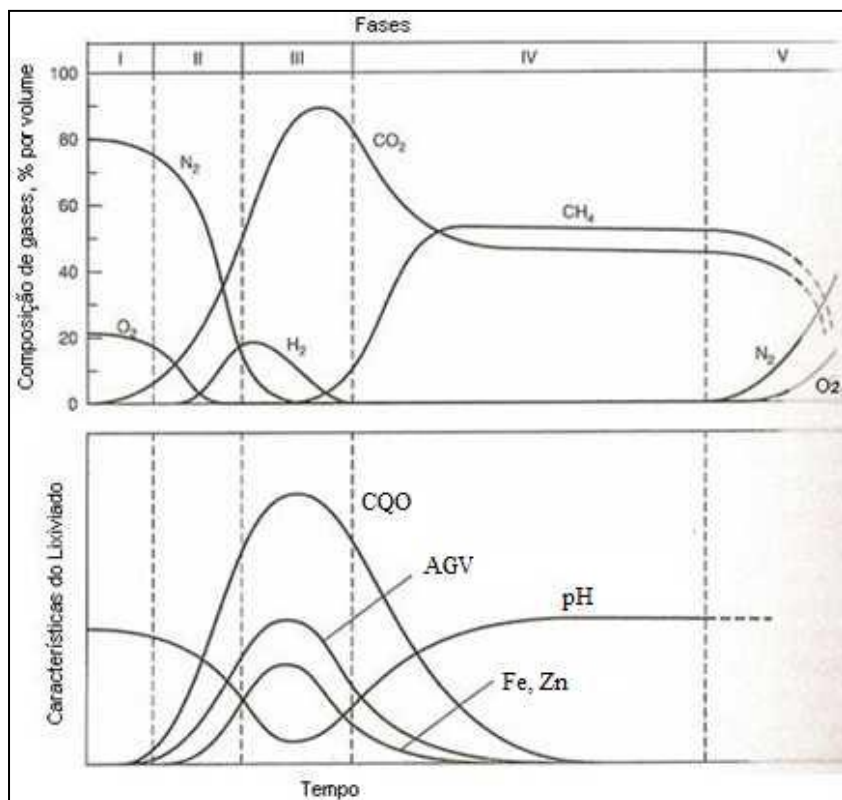 Fases
I II III IV V
Composição de gases, % por volume
100
80
60
40
20
0
N₂
O₂
H₂
CO₂
CH₄
N₂
O₂
Características do Lixiviado
CQO
AGV
pH
Fe, Zn
Tempo